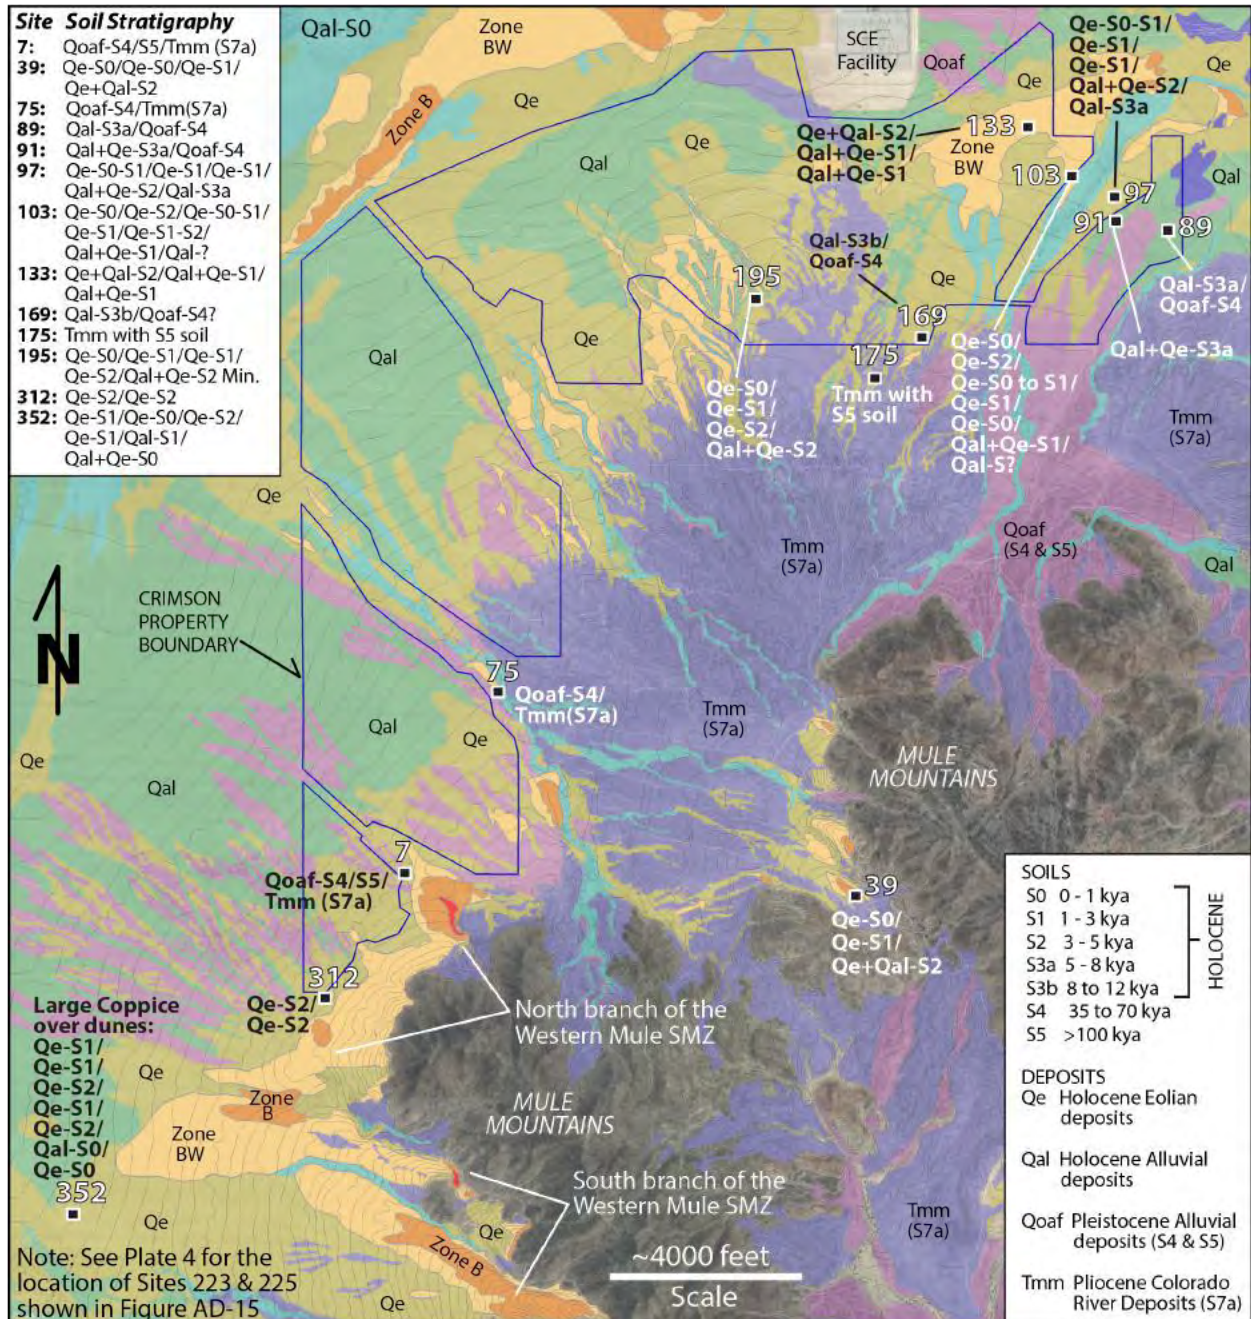 Site Soil Stratigraphy
7: Qoaf-S4/S5/Tmm (S7a)
39: Qe-S0/Qe-S0/Qe-S1/
Qe+Qal-S2
75: Qoaf-S4/Tmm(S7a)
89: Qal-S3a/Qoaf-S4
91: Qal+Qe-S3a/Qoaf-S4
97: Qe-S0-S1/Qe-S1/Qe-S1/
Qal+Qe-S2/Qal-S3a
103: Qe-S0/Qe-S2/Qe-S0-S1/
Qe-S1/Qe-S1-S2/
Qal+Qe-S1/Qal-?
133: Qe+Qal-S2/Qal+Qe-S1/
Qal+Qe-S1
169: Qal-S3b/Qoaf-S4?
175: Tmm with S5 soil
195: Qe-S0/Qe-S1/Qe-S1/
Qe-S2/Qal+Qe-S2 Min.
312: Qe-S2/Qe-S2
352: Qe-S1/Qe-S0/Qe-S2/
Qe-S1/Qal-S1/
Qal+Qe-S0
Qal-S0
Zone
BW
SCE
Facility
Qoaf
Qe
Qe-S0-S1/
Qe-S1/
Qe-S1/
Qal+Qe-S2/
Qal-S3a
Qe
Qe
Zone B
Qal
Qe
Qe+Qal-S2/
Qal+Qe-S1/
Qal+Qe-S1
133
Zone
BW
103
97
91
89
Qal
Qal-S3b/
Qoaf-S4
Qe
195
169
175
Qal-S3a/
Qoaf-S4
Qal+Qe-S3a
Qal
Qe
Qe-S0/
Qe-S1/
Qe-S2/
Qal+Qe-S2
Tmm with
S5 soil
Qe-S0/
Qe-S2/
Qe-S0 to S1/
Qe-S1/
Qe-S0/
Qal+Qe-S1/
Qal-S?
Tmm
(S7a)
Qe
Tmm
(S7a)
Qoaf
(S4 & S5)
Qal
CRIMSON
PROPERTY
BOUNDARY
N
75
Qoaf-S4/
Tmm(S7a)
Tmm
(S7a)
Qal
Qe
Qe
Qal
MULE
MOUNTAINS
7
Qoaf-S4/S5/
Tmm (S7a)
39
Qe-S0/
Qe-S1/
Qe+Qal-S2
312
Qe-S2/
Qe-S2
North branch of the
Western Mule SMZ
Large Coppice
over dunes:
Qe-S1/
Qe-S1/
Qe-S2/
Qe-S1/
Qe-S2/
Qal-S0/
Qe-S0
352
Qe
Zone
B
Zone
BW
MULE
MOUNTAINS
South branch of the
Western Mule SMZ
Qe
Qe
Zone B
Qe
Tmm
(S7a)
~4000 feet
Scale
Note: See Plate 4 for the
location of Sites 223 & 225
shown in Figure AD-15
SOILS
S0 0 - 1 kya
S1 1 - 3 kya
S2 3 - 5 kya
S3a 5 - 8 kya
S3b 8 to 12 kya
S4 35 to 70 kya
S5 >100 kya
HOLOCENE
DEPOSITS
Qe Holocene Eolian
deposits
Qal Holocene Alluvial
deposits
Qoaf Pleistocene Alluvial
deposits (S4 & S5)
Tmm Pliocene Colorado
River Deposits (S7a)